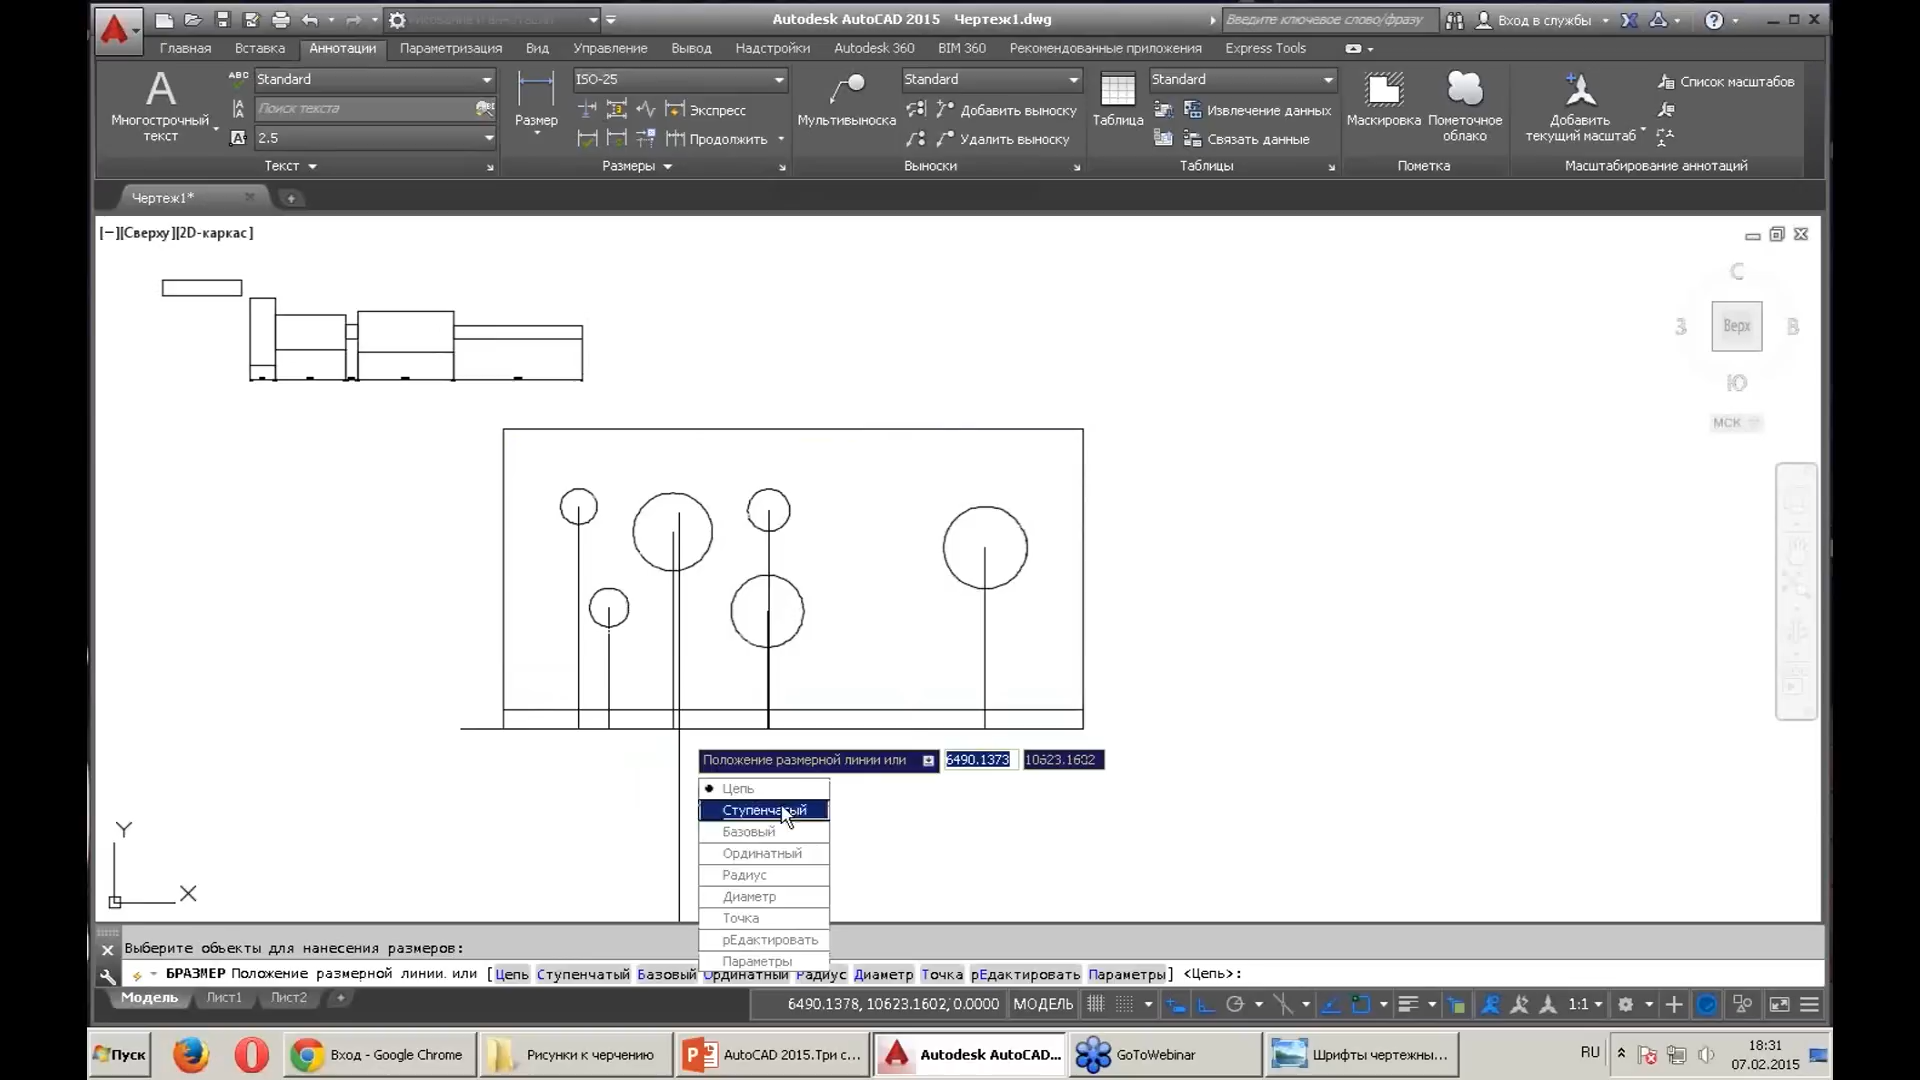 Autodesk AutoCAD 2015 Чертеж1.dwg
Введите ключевое слово/фразу
Вход в службы
Главная Вставка Аннотации Параметризация Вид Управление Вывод Надстройки Autodesk 360 BIM 360 Рекомендованные приложения Express Tools
Многострочный текст
ABC Standard
Поиск текста
2.5
Текст
Размер
ISO-25
Экспресс
Продолжить
Размеры
Мультивыноска
Standard
Добавить выноску
Удалить выноску
Выноски
Таблица
Standard
Извлечение данных
Связать данные
Таблицы
Маскировка
Пометочное облако
Пометка
Добавить текущий масштаб
Список масштабов
Масштабирование аннотаций
Чертеж1*
[−][Сверху][2D-каркас]
С
З Верх В
Ю
МСК
Положение размерной линии или 6490.1373 10623.1602
Цепь
Ступенчатый
Базовый
Ординатный
Радиус
Диаметр
Точка
рЕдактировать
Параметры
Y
X
Выберите объекты для нанесения размеров:
БРАЗМЕР Положение размерной линии или [Цепь Ступенчатый Базовый Ординатный Радиус Диаметр Точка рЕдактировать Параметры] <Цепь>:
Модель Лист1 Лист2
6490.1378, 10623.1602, 0.0000 МОДЕЛЬ 1:1
Пуск
Вход - Google Chrome
Рисунки к черчению
AutoCAD 2015.Три с...
Autodesk AutoCAD...
GoToWebinar
Шрифты чертежны...
RU
18:31
07.02.2015